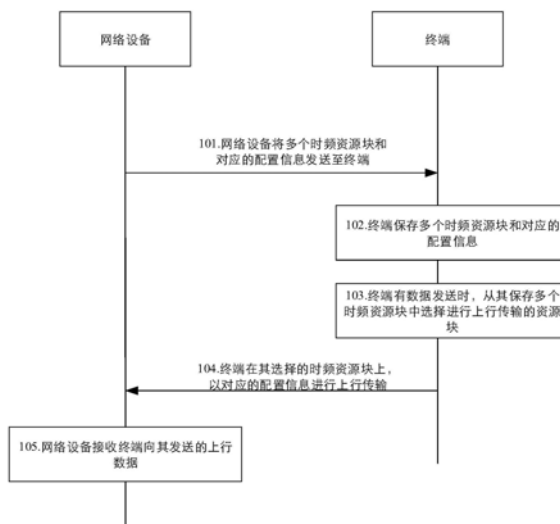 网络设备
终端
101.网络设备将多个时频资源块和
对应的配置信息发送至终端
102.终端保存多个时频资源块和对应的
配置信息
103.终端有数据发送时，从其保存多个
时频资源块中选择进行上行传输的资源
块
104.终端在其选择的时频资源块上，
以对应的配置信息进行上行传输
105.网络设备接收终端向其发送的上行
数据